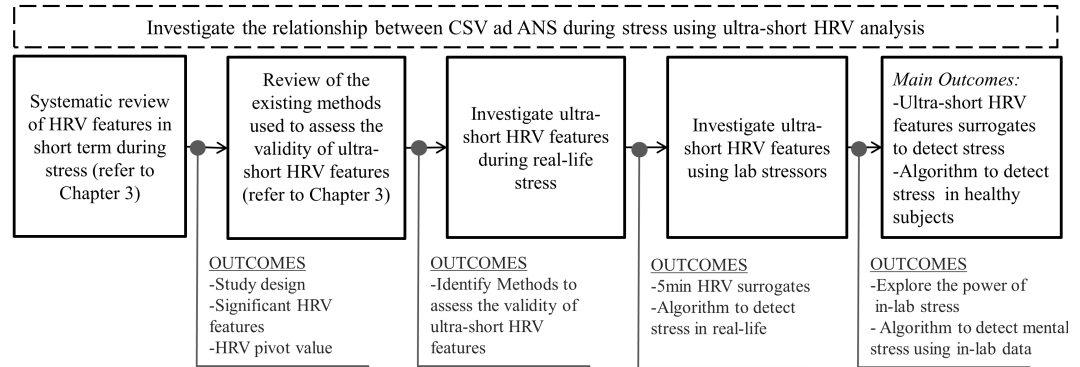 Investigate the relationship between CSV ad ANS during stress using ultra-short HRV analysis
Systematic review
of HRV features in
short term during
stress (refer to
Chapter 3)
Review of the
existing methods
used to assess the
validity of ultra-
short HRV features
(refer to Chapter 3)
Investigate ultra-
short HRV features
during real-life
stress
Investigate ultra-
short HRV features
using lab stressors
Main Outcomes:
-Ultra-short HRV
features surrogates
to detect stress
-Algorithm to detect
stress in healthy
subjects
OUTCOMES
-Study design
-Significant HRV
features
-HRV pivot value
OUTCOMES
-Identify Methods to
assess the validity of
ultra-short HRV
features
OUTCOMES
-5min HRV surrogates
-Algorithm to detect
stress in real-life
OUTCOMES
-Explore the power of
in-lab stress
- Algorithm to detect mental
stress using in-lab data